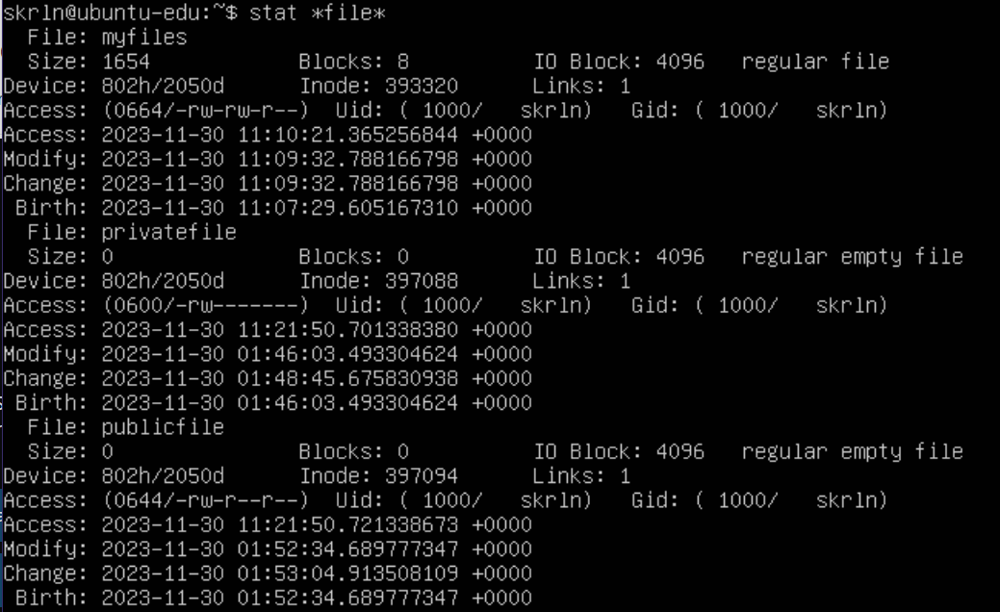 skrln@ubuntu-edu:~$ stat *file*
  File: myfiles
  Size: 1654            Blocks: 8          IO Block: 4096   regular file
Device: 802h/2050d      Inode: 393320      Links: 1
Access: (0664/-rw-rw-r--)  Uid: ( 1000/   skrln)   Gid: ( 1000/   skrln)
Access: 2023-11-30 11:10:21.365256844 +0000
Modify: 2023-11-30 11:09:32.788166798 +0000
Change: 2023-11-30 11:09:32.788166798 +0000
 Birth: 2023-11-30 11:07:29.605167310 +0000
  File: privatefile
  Size: 0               Blocks: 0          IO Block: 4096   regular empty file
Device: 802h/2050d      Inode: 397088      Links: 1
Access: (0600/-rw-------)  Uid: ( 1000/   skrln)   Gid: ( 1000/   skrln)
Access: 2023-11-30 11:21:50.701338380 +0000
Modify: 2023-11-30 01:46:03.493304624 +0000
Change: 2023-11-30 01:48:45.675830938 +0000
 Birth: 2023-11-30 01:46:03.493304624 +0000
  File: publicfile
  Size: 0               Blocks: 0          IO Block: 4096   regular empty file
Device: 802h/2050d      Inode: 397094      Links: 1
Access: (0644/-rw-r--r--)  Uid: ( 1000/   skrln)   Gid: ( 1000/   skrln)
Access: 2023-11-30 11:21:50.721338673 +0000
Modify: 2023-11-30 01:52:34.689777347 +0000
Change: 2023-11-30 01:53:04.913508109 +0000
 Birth: 2023-11-30 01:52:34.689777347 +0000